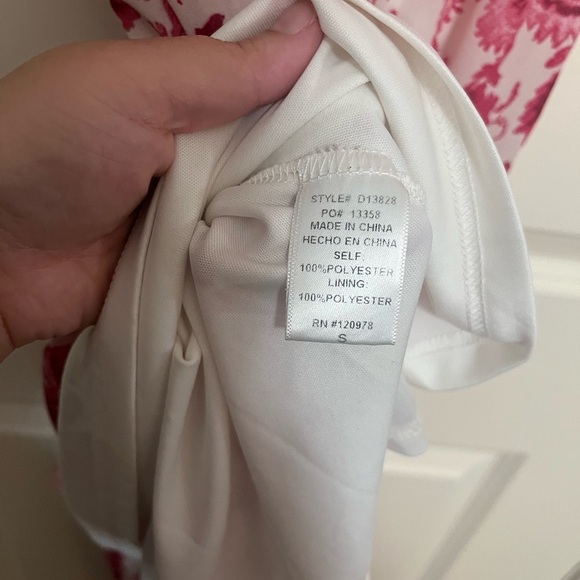 STYLE# D13828
PO# 13358
MADE IN CHINA
HECHO EN CHINA
SELF:
100%POLYESTER
LINING:
100%POLYESTER
RN #120978
S